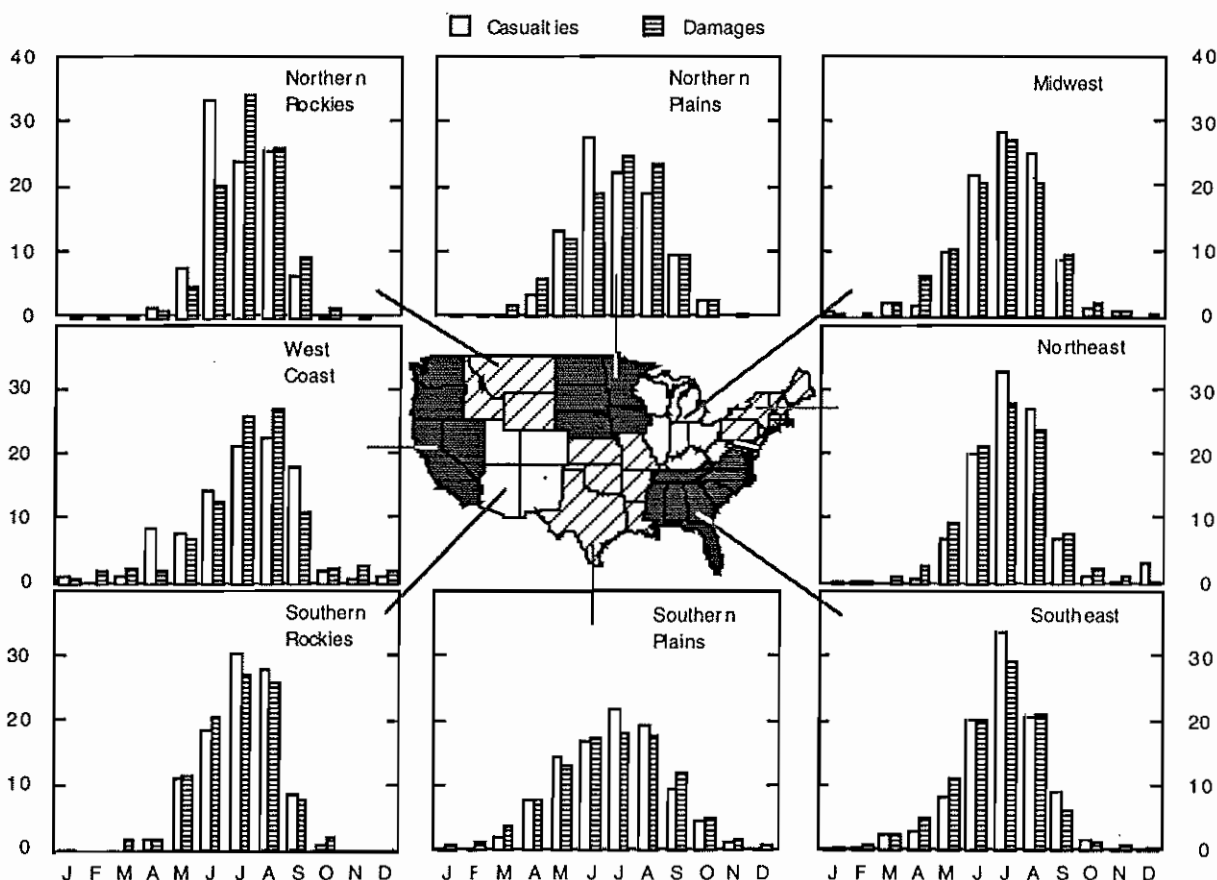 Casualties Damages
40 40
Northern
Rockies
Northern
Plains
Midwest
30 30
20 20
10 10
0 0
West
Coast
Northeast
30 30
20 20
10 10
0 0
Southern
Rockies
Southern
Plains
Southeast
30 30
20 20
10 10
0 0
J F M A M J J A S O N D J F M A M J J A S O N D J F M A M J J A S O N D